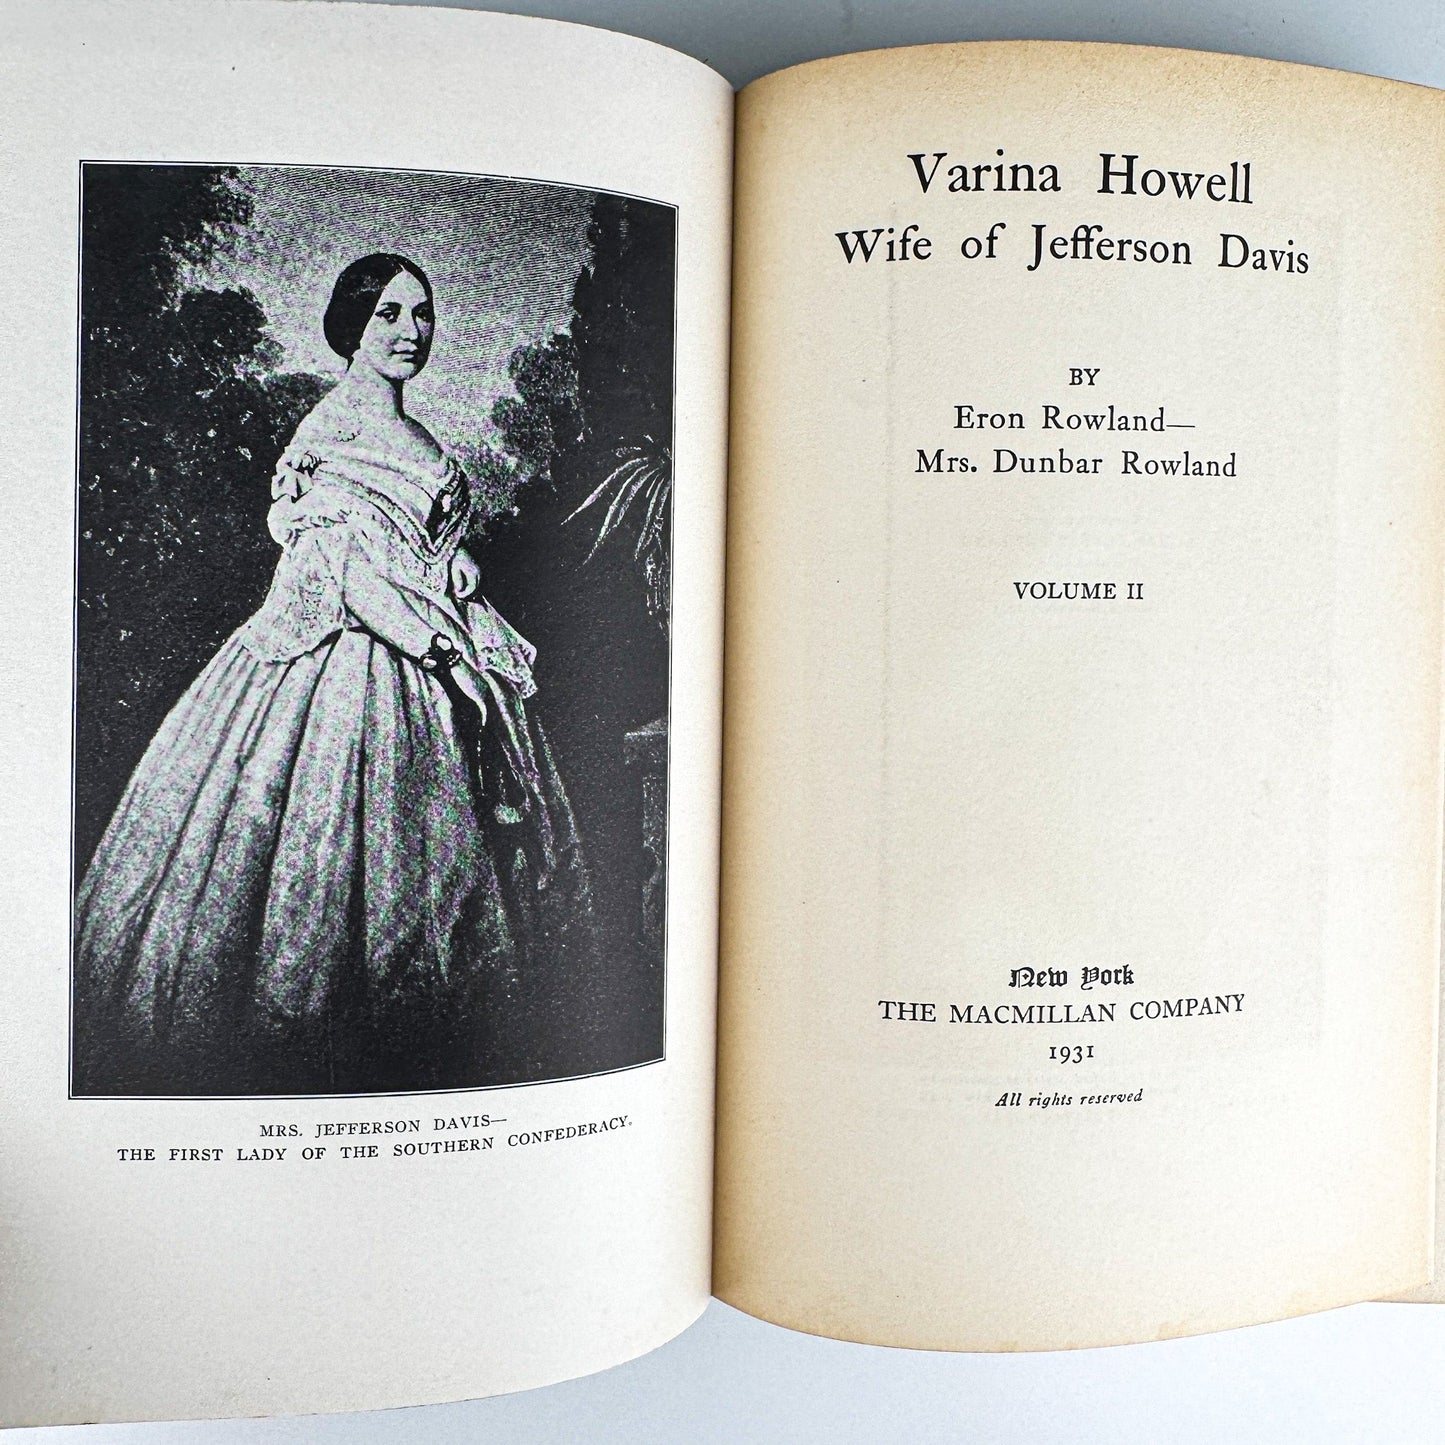 MRS. JEFFERSON DAVIS—
THE FIRST LADY OF THE SOUTHERN CONFEDERACY.
Varina Howell
Wife of Jefferson Davis
BY
Eron Rowland—
Mrs. Dunbar Rowland
VOLUME II
New York
THE MACMILLAN COMPANY
1931
All rights reserved